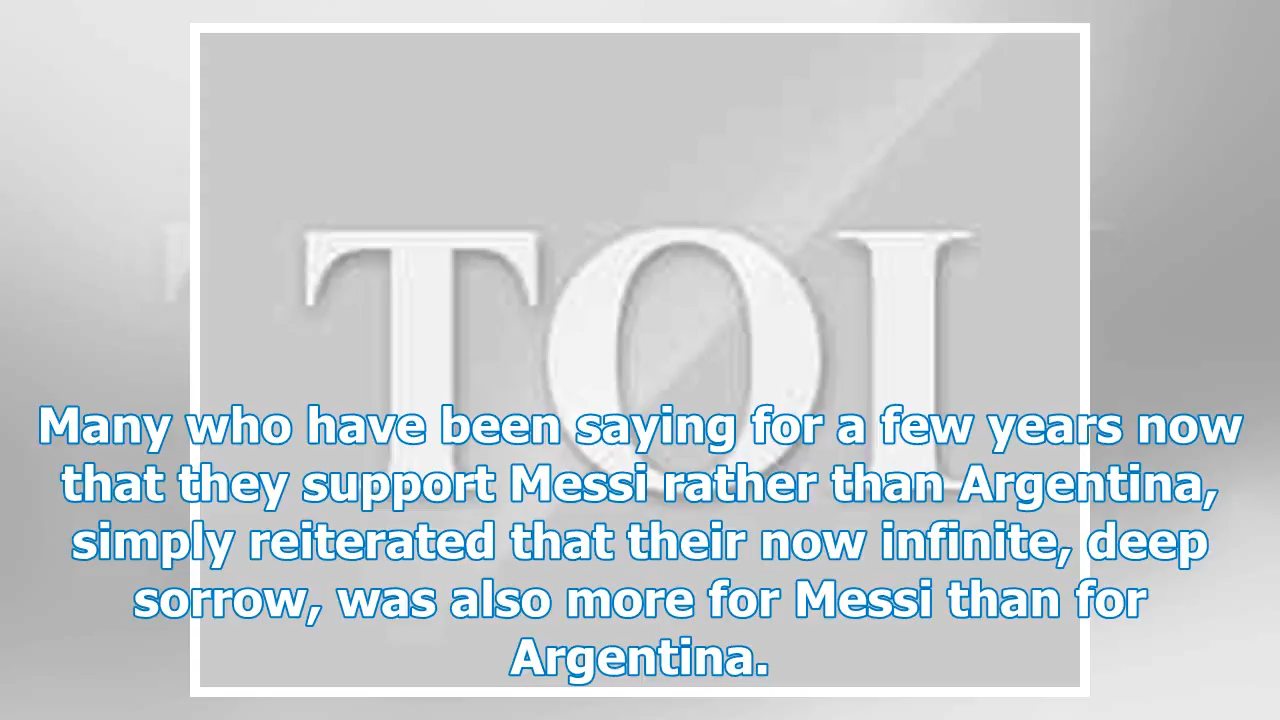 TOI
Many who have been saying for a few years now
that they support Messi rather than Argentina,
simply reiterated that their now infinite, deep
sorrow, was also more for Messi than for
Argentina.